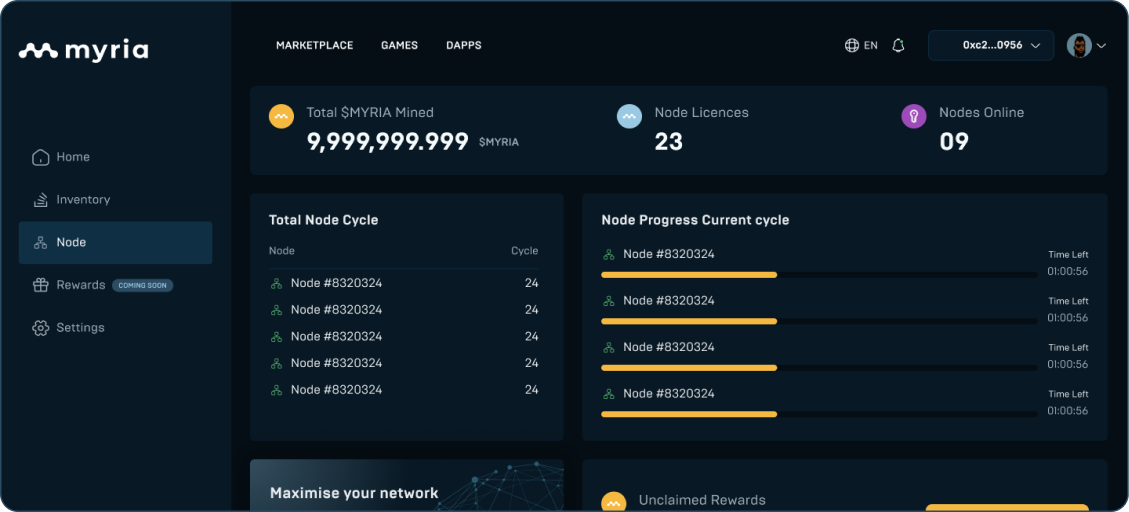 myria
MARKETPLACE GAMES DAPPS
EN
0xc2...0956
Home
Inventory
Node
Rewards COMING SOON
Settings
Total $MYRIA Mined
9,999,999.999 $MYRIA
Node Licences
23
Nodes Online
09
Total Node Cycle
Node Cycle
Node #8320324 24
Node #8320324 24
Node #8320324 24
Node #8320324 24
Node #8320324 24
Node Progress Current cycle
Node #8320324 Time Left
01:00:56
Node #8320324 Time Left
01:00:56
Node #8320324 Time Left
01:00:56
Node #8320324 Time Left
01:00:56
Maximise your network
Unclaimed Rewards